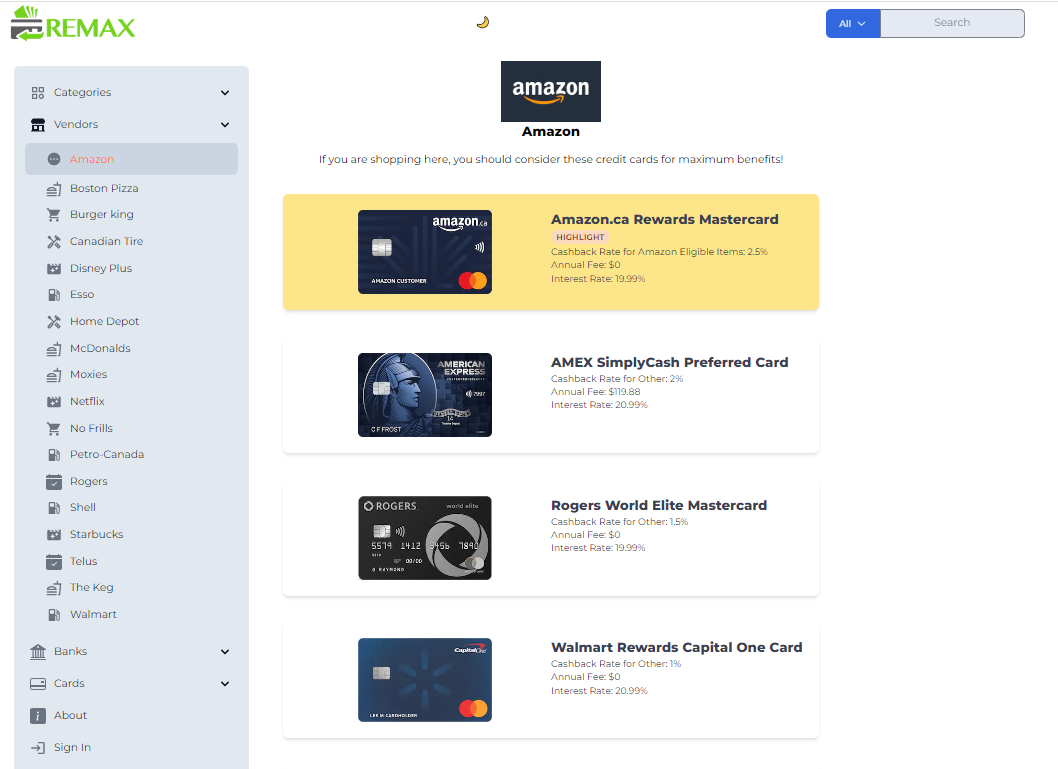 REMAX
All
Search
Categories
Vendors
Amazon
Boston Pizza
Burger king
Canadian Tire
Disney Plus
Esso
Home Depot
McDonalds
Moxies
Netflix
No Frills
Petro-Canada
Rogers
Shell
Starbucks
Telus
The Keg
Walmart
Banks
Cards
About
Sign In
amazon
Amazon
If you are shopping here, you should consider these credit cards for maximum benefits!
amazon.ca
AMAZON CUSTOMER
Amazon.ca Rewards Mastercard
HIGHLIGHT
Cashback Rate for Amazon Eligible Items: 2.5%
Annual Fee: $0
Interest Rate: 19.99%
AMERICAN
EXPRESS
7997
C F FROST
AMEX SimplyCash Preferred Card
Cashback Rate for Other: 2%
Annual Fee: $119.88
Interest Rate: 20.99%
ROGERS
world elite
5579 1412 3456 7890
00/00
O RAYMOND
Rogers World Elite Mastercard
Cashback Rate for Other: 1.5%
Annual Fee: $0
Interest Rate: 19.99%
Capital One
LEE M CARDHOLDER
Walmart Rewards Capital One Card
Cashback Rate for Other: 1%
Annual Fee: $0
Interest Rate: 20.99%